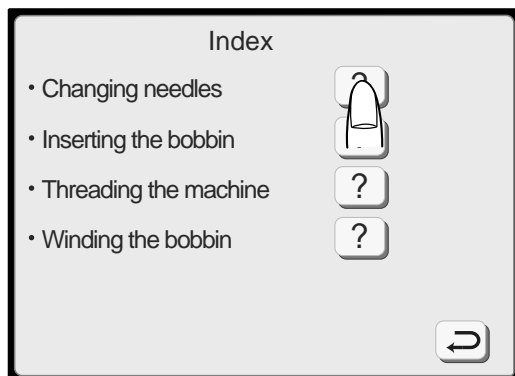 Index
• Changing needles ?
• Inserting the bobbin
• Threading the machine ?
• Winding the bobbin ?